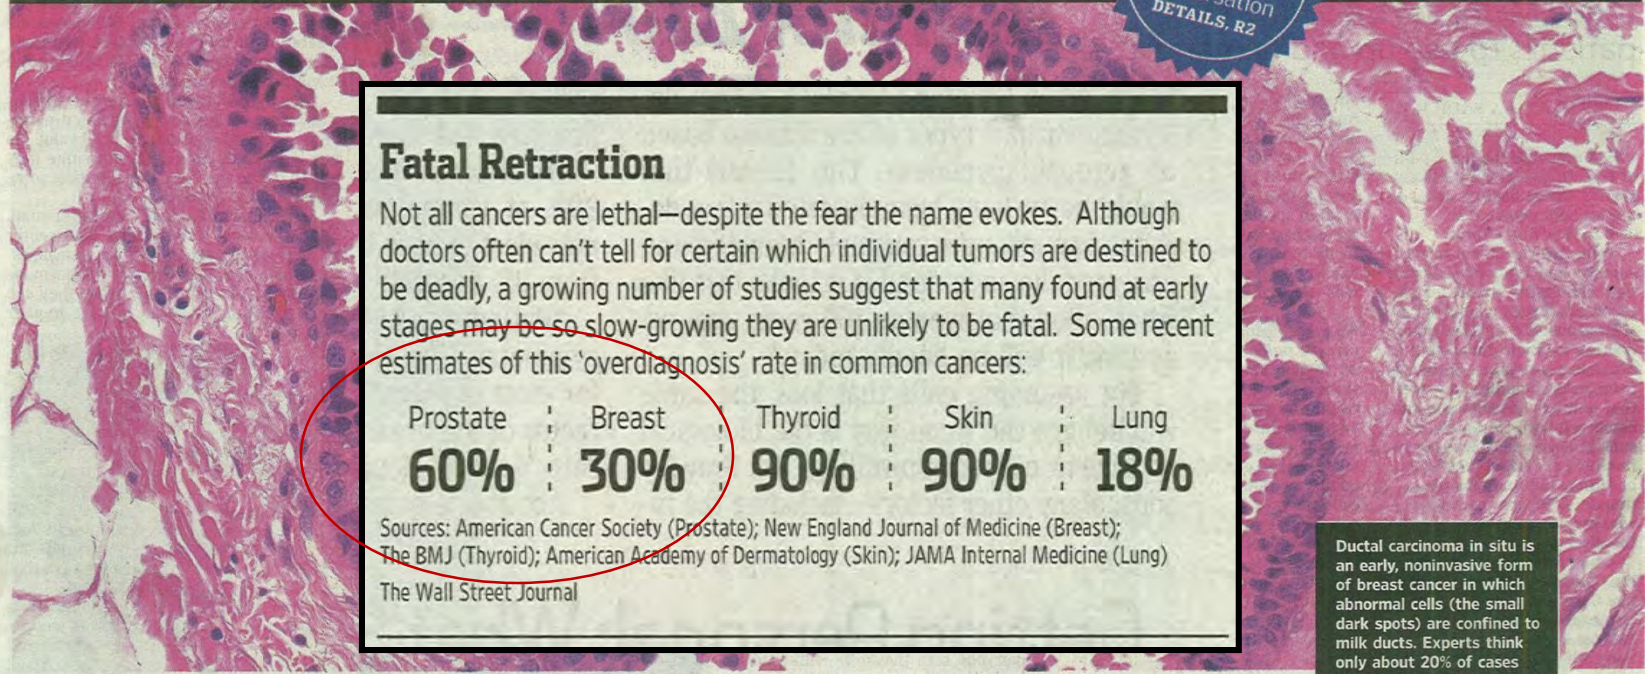 DETAILS, R2
Fatal Retraction
Not all cancers are lethal—despite the fear the name evokes. Although
doctors often can't tell for certain which individual tumors are destined to
be deadly, a growing number of studies suggest that many found at early
stages may be so slow-growing they are unlikely to be fatal. Some recent
estimates of this 'overdiagnosis' rate in common cancers:
Prostate Breast Thyroid Skin Lung
60% 30% 90% 90% 18%
Sources: American Cancer Society (Prostate); New England Journal of Medicine (Breast);
The BMJ (Thyroid); American Academy of Dermatology (Skin); JAMA Internal Medicine (Lung)
The Wall Street Journal
Ductal carcinoma in situ is
an early, noninvasive form
of breast cancer in which
abnormal cells (the small
dark spots) are confined to
milk ducts. Experts think
only about 20% of cases